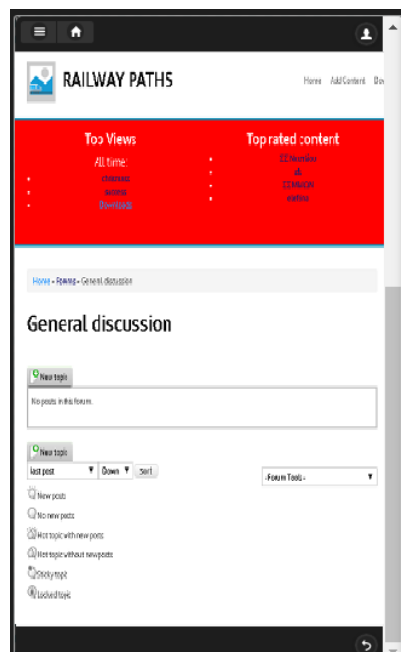 RAILWAY PATHS
Home Add Content
Top Views
All time:
Downloads
Top rated content
Home » Forums » General discussion
General discussion
New topic
No posts in this forum.
New topic
last post Down Sort
- Forum Tools -
New posts
No new posts
Hot topic with new posts
Hot topic without new posts
Sticky topic
Locked topic